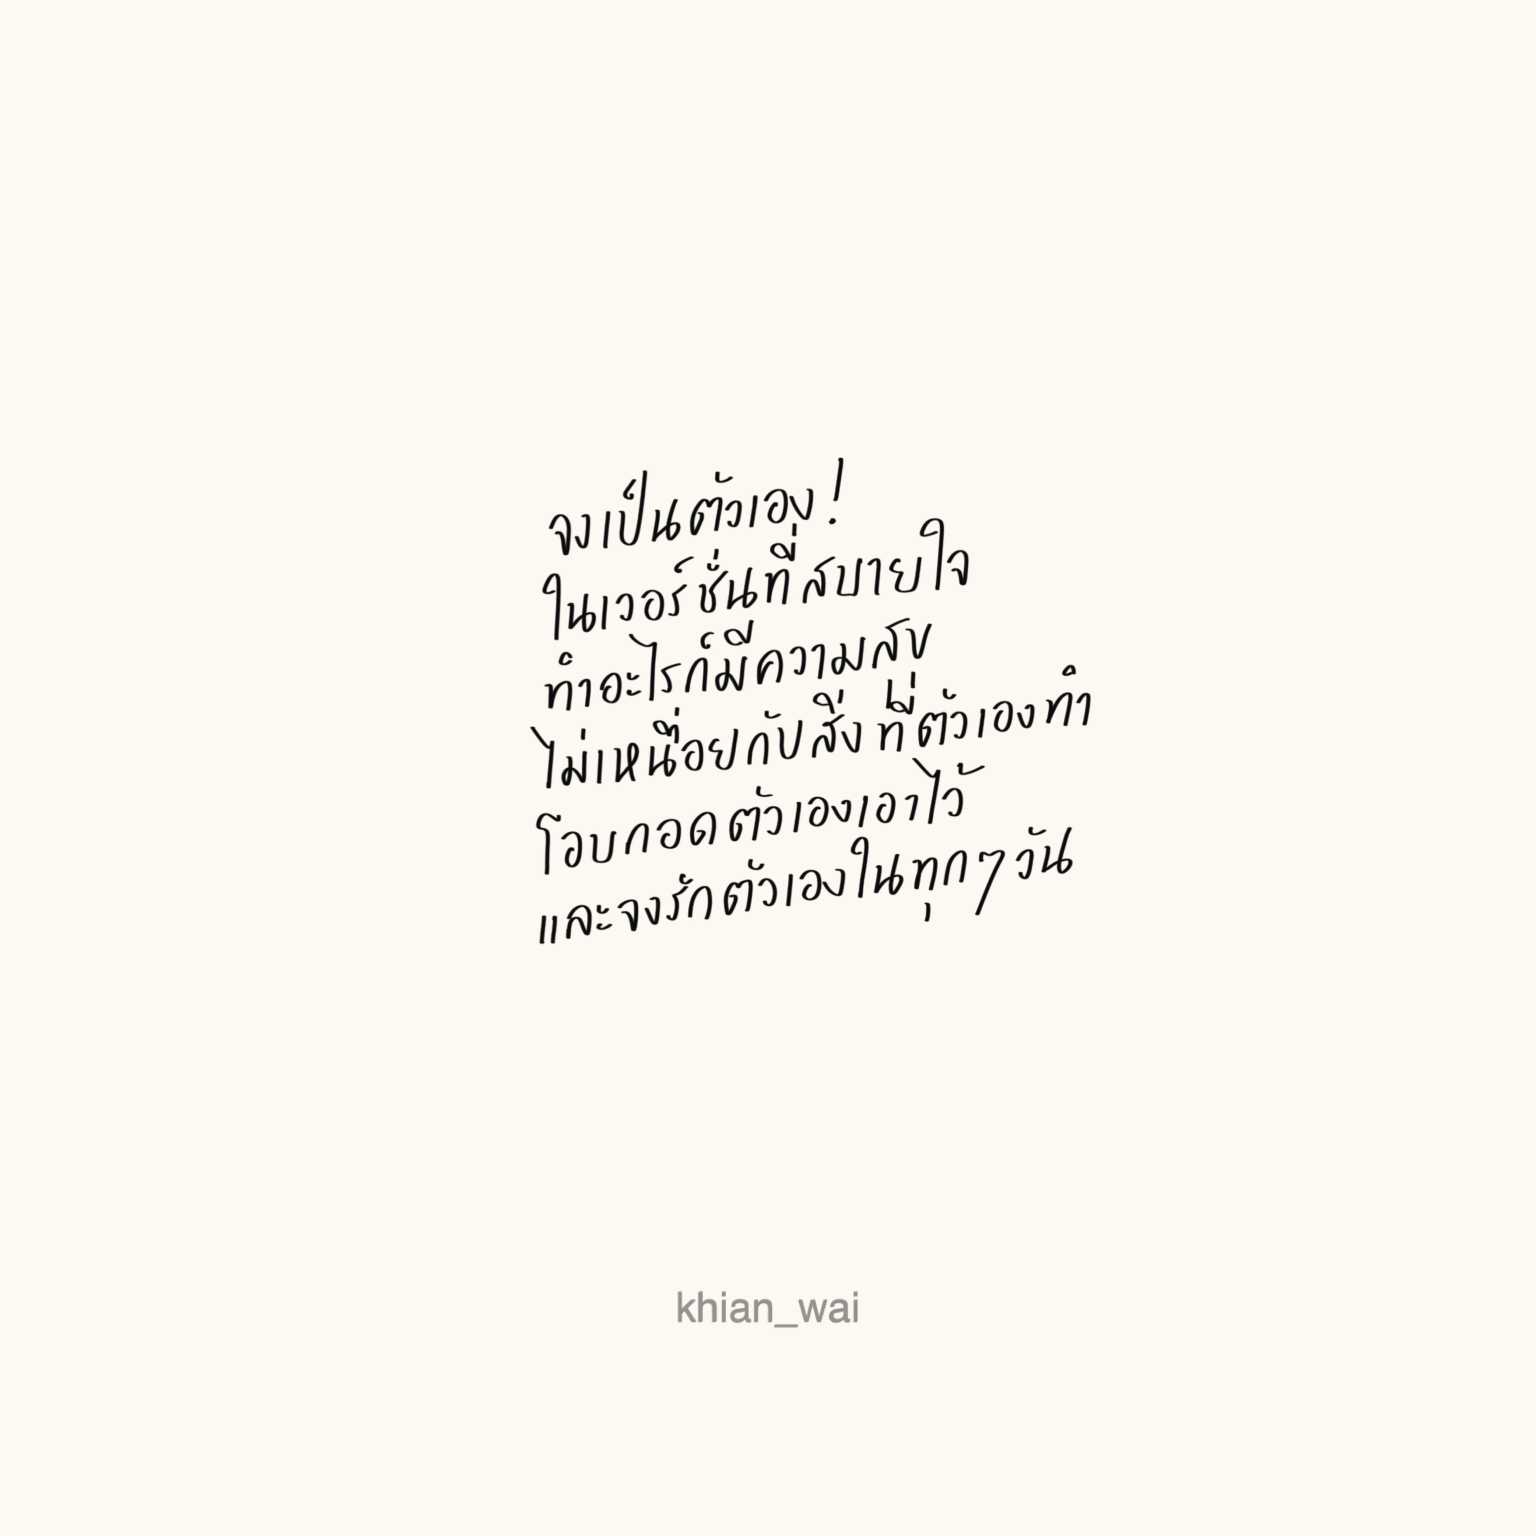 จงเป็นตัวเอง!
ในเวอร์ชั่นที่สบายใจ
ทำอะไรก็มีความสุข
ไม่เหนื่อยกับสิ่งที่ตัวเองทำ
โอบกอดตัวเองเอาไว้
และจงรักตัวเองในทุกๆวัน
khian_wai